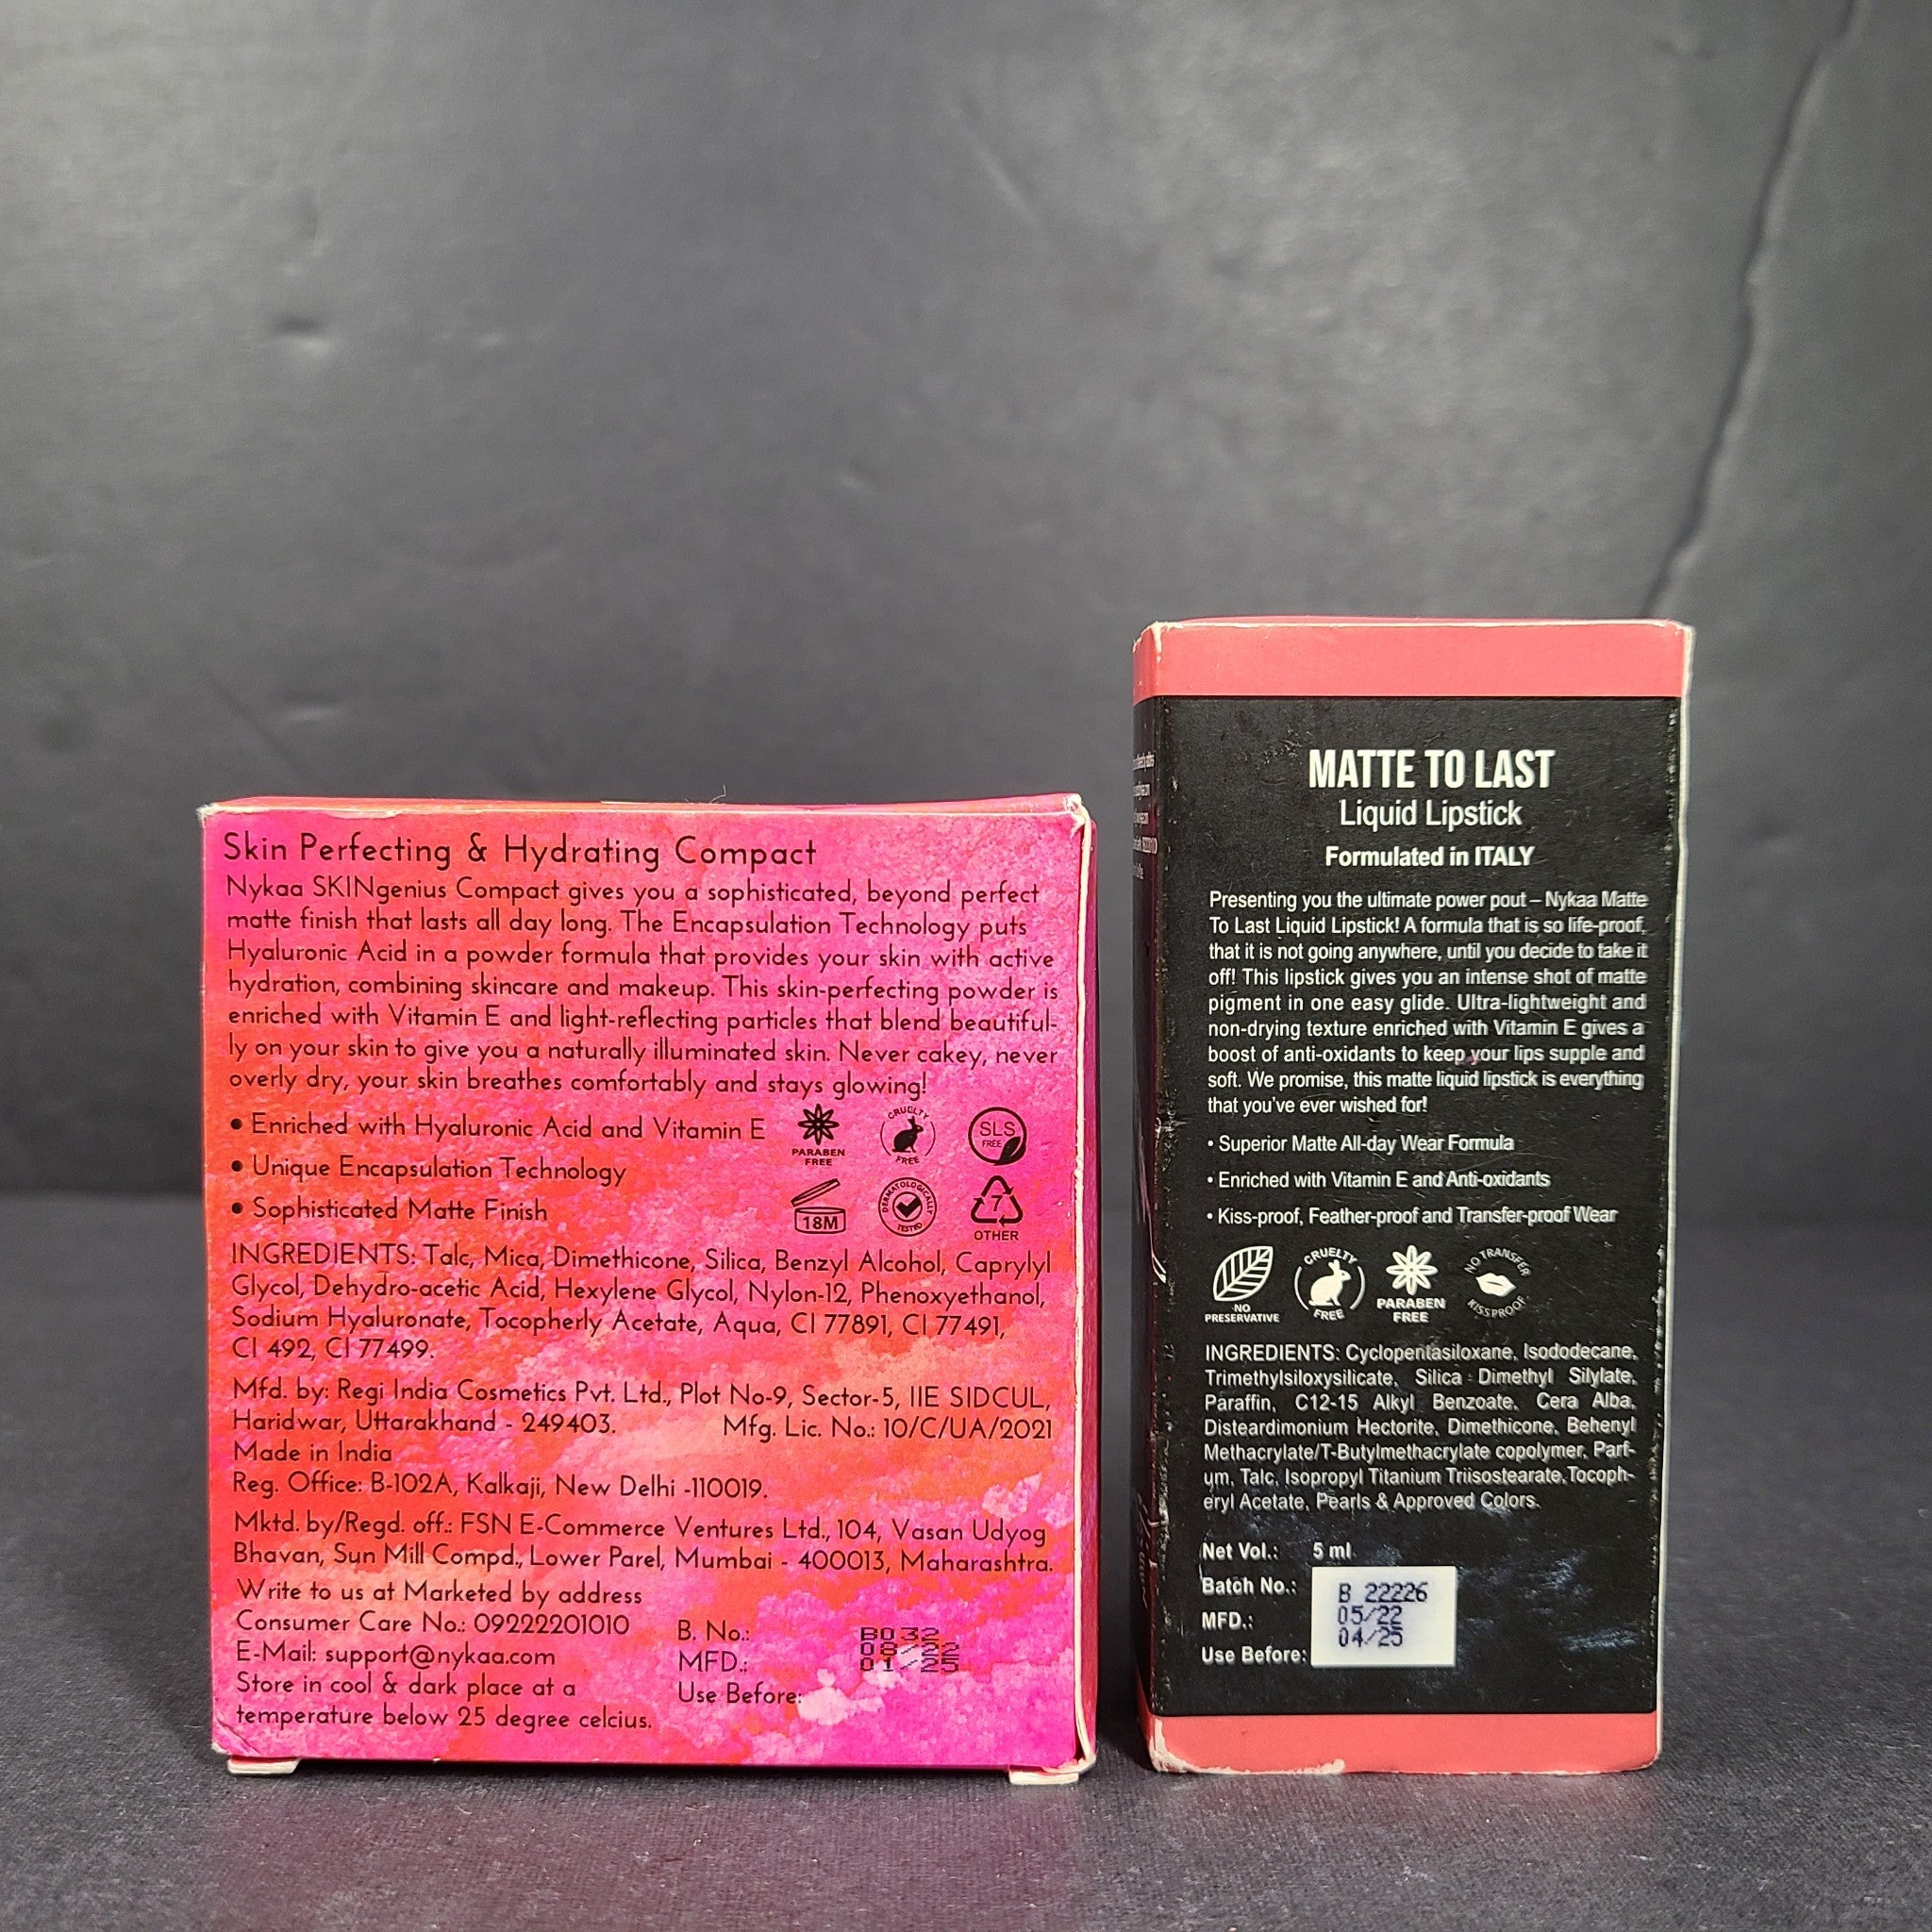 Skin Perfecting & Hydrating Compact
Nykaa SKINgenius Compact gives you a sophisticated, beyond perfect
matte finish that lasts all day long. The Encapsulation Technology puts
Hyaluronic Acid in a powder formula that provides your skin with active
hydration, combining skincare and makeup. This skin-perfecting powder is
enriched with Vitamin E and light-reflecting particles that blend beautiful-
ly on your skin to give you a naturally illuminated skin. Never cakey, never
overly dry, your skin breathes comfortably and stays glowing!
• Enriched with Hyaluronic Acid and Vitamin E
• Unique Encapsulation Technology
• Sophisticated Matte Finish
PARABEN
FREE
CRUELTY
FREE
SLS
FREE
18M
DERMATOLOGICALLY
TESTED
7
OTHER
INGREDIENTS: Talc, Mica, Dimethicone, Silica, Benzyl Alcohol, Caprylyl
Glycol, Dehydro-acetic Acid, Hexylene Glycol, Nylon-12, Phenoxyethanol,
Sodium Hyaluronate, Tocopherly Acetate, Aqua, CI 77891, CI 77491,
CI 492, CI 77499.
Mfd. by: Regi India Cosmetics Pvt. Ltd., Plot No-9, Sector-5, IIE SIDCUL,
Haridwar, Uttarakhand - 249403. Mfg. Lic. No.: 10/C/UA/2021
Made in India
Reg. Office: B-102A, Kalkaji, New Delhi -110019.
Mktd. by/Regd. off.: FSN E-Commerce Ventures Ltd., 104, Vasan Udyog
Bhavan, Sun Mill Compd., Lower Parel, Mumbai - 400013, Maharashtra.
Write to us at Marketed by address
Consumer Care No.: 09222201010
E-Mail: support@nykaa.com
Store in cool & dark place at a
temperature below 25 degree celcius.
B. No.: B032
MFD.: 08/22
Use Before: 01/25
MATTE TO LAST
Liquid Lipstick
Formulated in ITALY
Presenting you the ultimate power pout – Nykaa Matte
To Last Liquid Lipstick! A formula that is so life-proof,
that it is not going anywhere, until you decide to take it
off! This lipstick gives you an intense shot of matte
pigment in one easy glide. Ultra-lightweight and
non-drying texture enriched with Vitamin E gives a
boost of anti-oxidants to keep your lips supple and
soft. We promise, this matte liquid lipstick is everything
that you've ever wished for!
• Superior Matte All-day Wear Formula
• Enriched with Vitamin E and Anti-oxidants
• Kiss-proof, Feather-proof and Transfer-proof Wear
NO
PRESERVATIVE
CRUELTY
FREE
PARABEN
FREE
NO TRANSFER
KISSPROOF
INGREDIENTS: Cyclopentasiloxane, Isododecane,
Trimethylsiloxysilicate, Silica Dimethyl Silylate,
Paraffin, C12-15 Alkyl Benzoate, Cera Alba,
Disteardimonium Hectorite, Dimethicone, Behenyl
Methacrylate/T-Butylmethacrylate copolymer, Parf-
um, Talc, Isopropyl Titanium Triisostearate,Tocoph-
eryl Acetate, Pearls & Approved Colors.
Net Vol.: 5 ml
Batch No.: B 22226
MFD.: 05/22
Use Before: 04/25